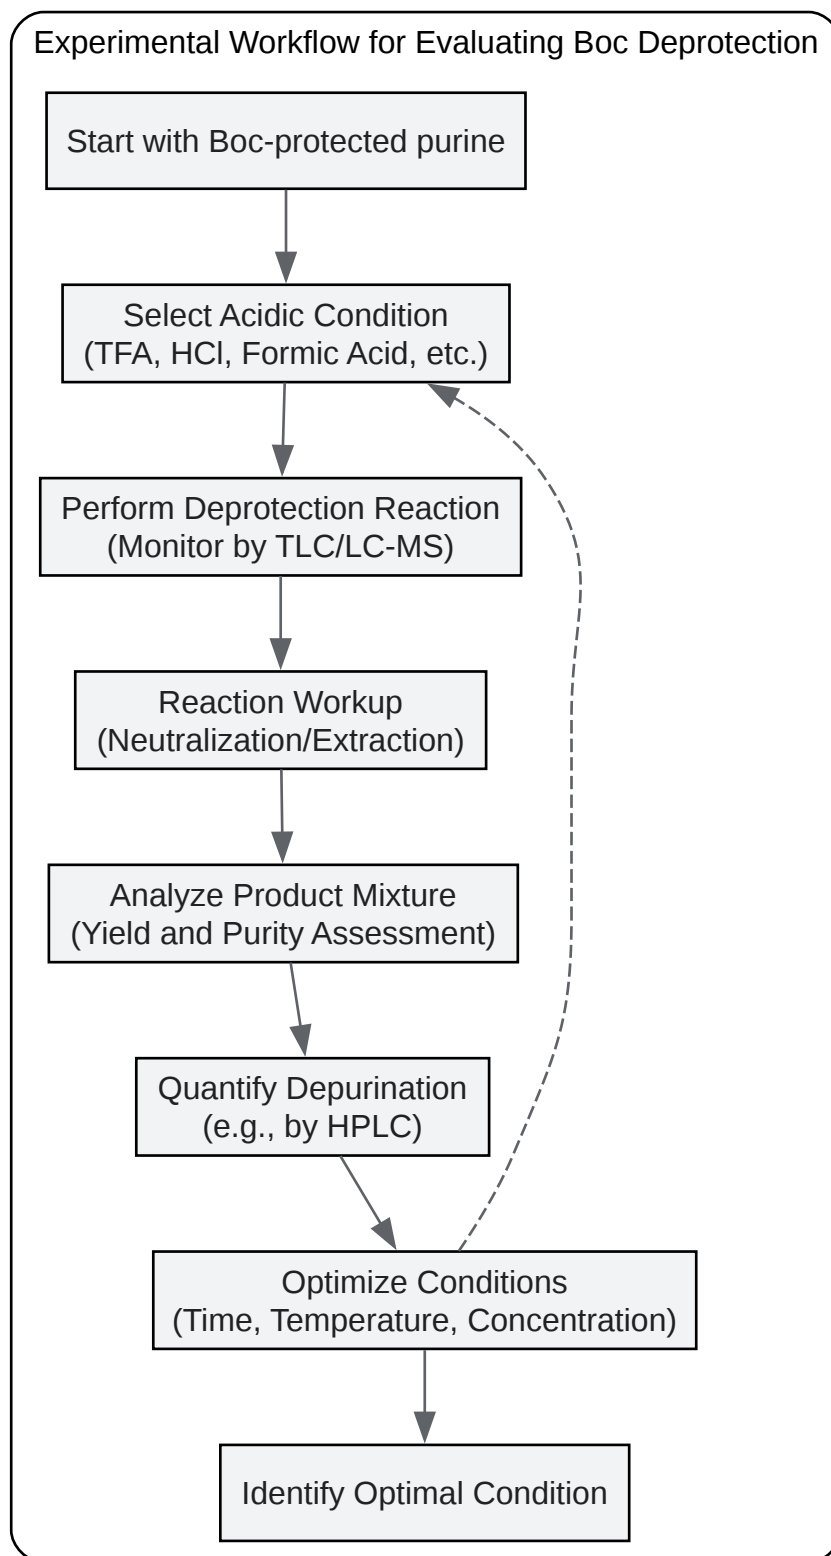 Experimental Workflow for Evaluating Boc Deprotection
Start with Boc-protected purine
Select Acidic Condition
(TFA, HCl, Formic Acid, etc.)
Perform Deprotection Reaction
(Monitor by TLC/LC-MS)
Reaction Workup
(Neutralization/Extraction)
Analyze Product Mixture
(Yield and Purity Assessment)
Quantify Depurination
(e.g., by HPLC)
Optimize Conditions
(Time, Temperature, Concentration)
Identify Optimal Condition